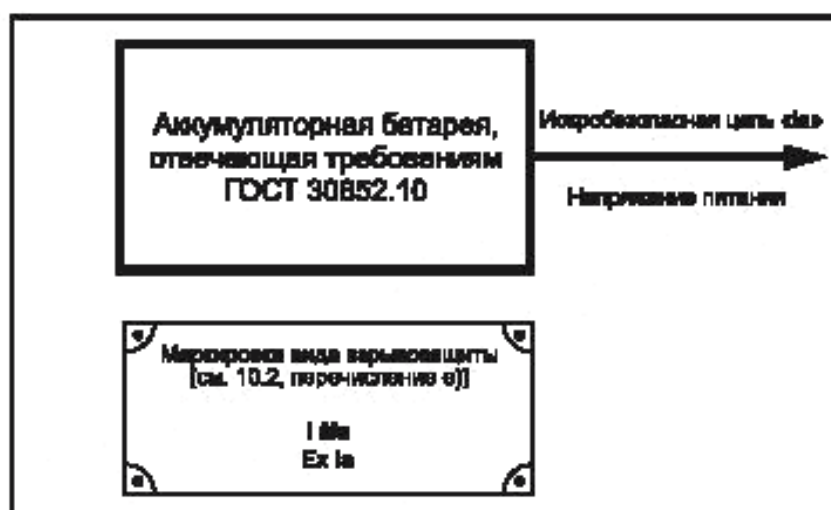 Аккумуляторная батарея,
отвечающая требованиям
ГОСТ 30852.10
Искробезопасная цепь «ia»
Напряжение питания
Маркировка вида взрывозащиты
[см. 10.2, перечисление е)]
I Ma
Ex ia